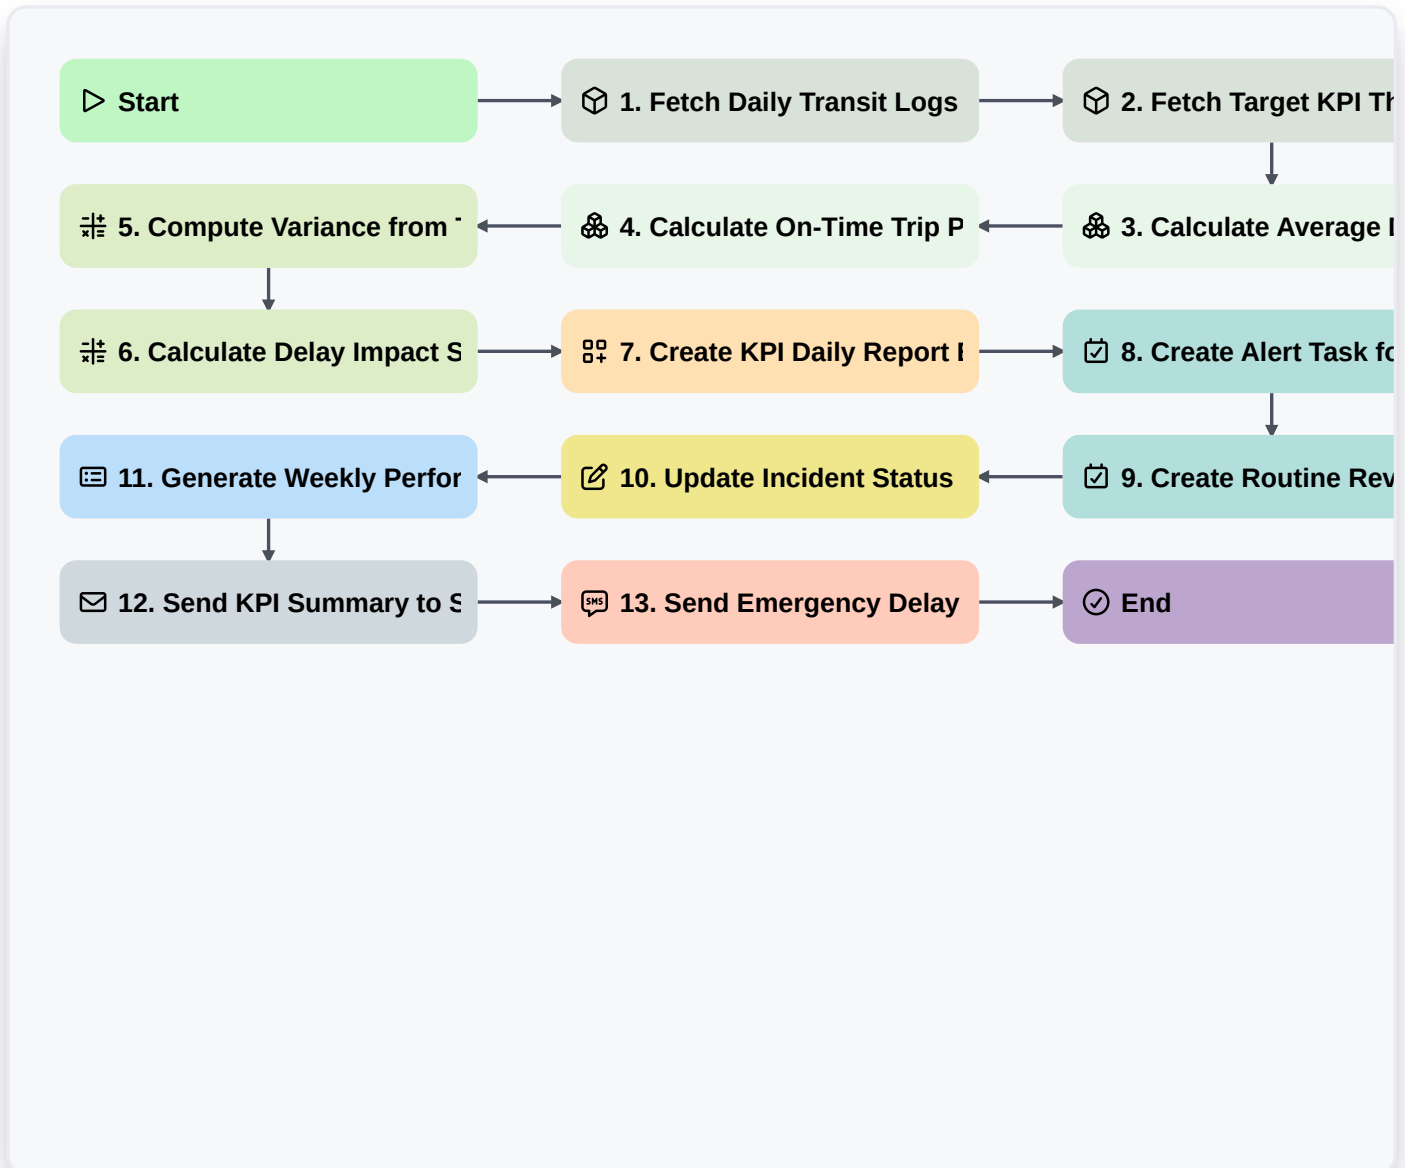 Start
1. Fetch Daily Transit Logs
2. Fetch Target KPI
5. Compute Variance from
4. Calculate On-Time Trip
3. Calculate Average
6. Calculate Delay Impact
7. Create KPI Daily Report
8. Create Alert Task
11. Generate Weekly
10. Update Incident Status
9. Create Routine
12. Send KPI Summary to
13. Send Emergency Delay
SMS
End